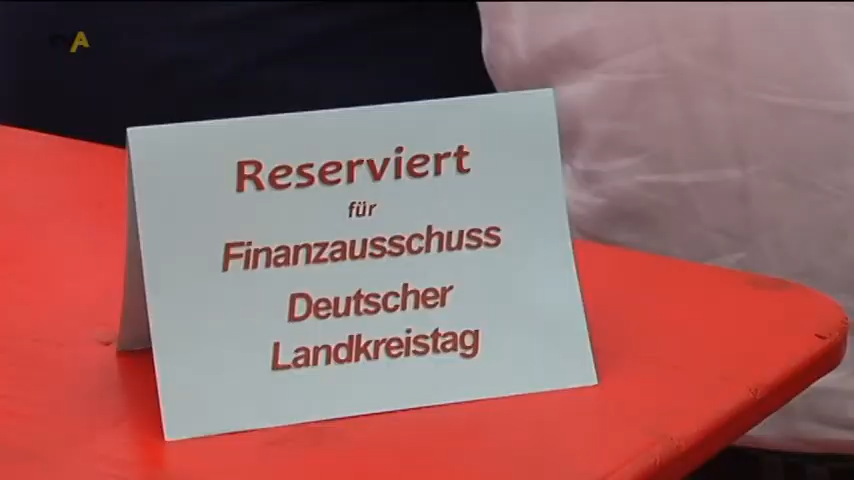 Reserviert
für
Finanzausschuss
Deutscher
Landkreistag